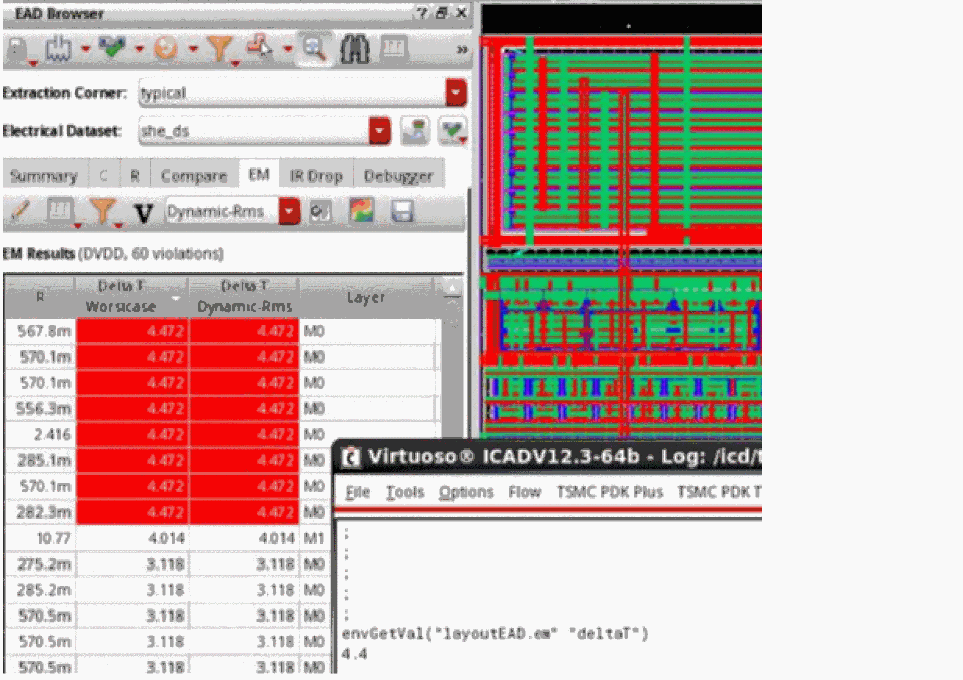 EAD Browser
Extraction Corner: typical
Electrical Dataset: she_ds
Summary C R Compare EM IR Drop Debugger
V Dynamic-Rms
EM Results (DVDD, 60 violations)
R Delta T Worstcase Delta T Dynamic-Rms Layer
567.8m 4.472 4.472 M0
570.1m 4.472 4.472 M0
570.1m 4.472 4.472 M0
556.3m 4.472 4.472 M0
2.416 4.472 4.472 M0
285.1m 4.472 4.472 M0
570.1m 4.472 4.472 M0
282.3m 4.472 4.472 M0
10.77 4.014 4.014 M1
275.2m 3.118 3.118 M0
285.2m 3.118 3.118 M0
570.5m 3.118 3.118 M0
570.5m 3.118 3.118 M0
570.5m 3.118 3.118 M0
Virtuoso® ICADV12.3-64b - Log: /icd/
File Tools Options Flow TSMC PDK Plus TSMC PDK T
;
;
;
;
;
envGetVal("layoutEAD.em" "deltaT")
4.4